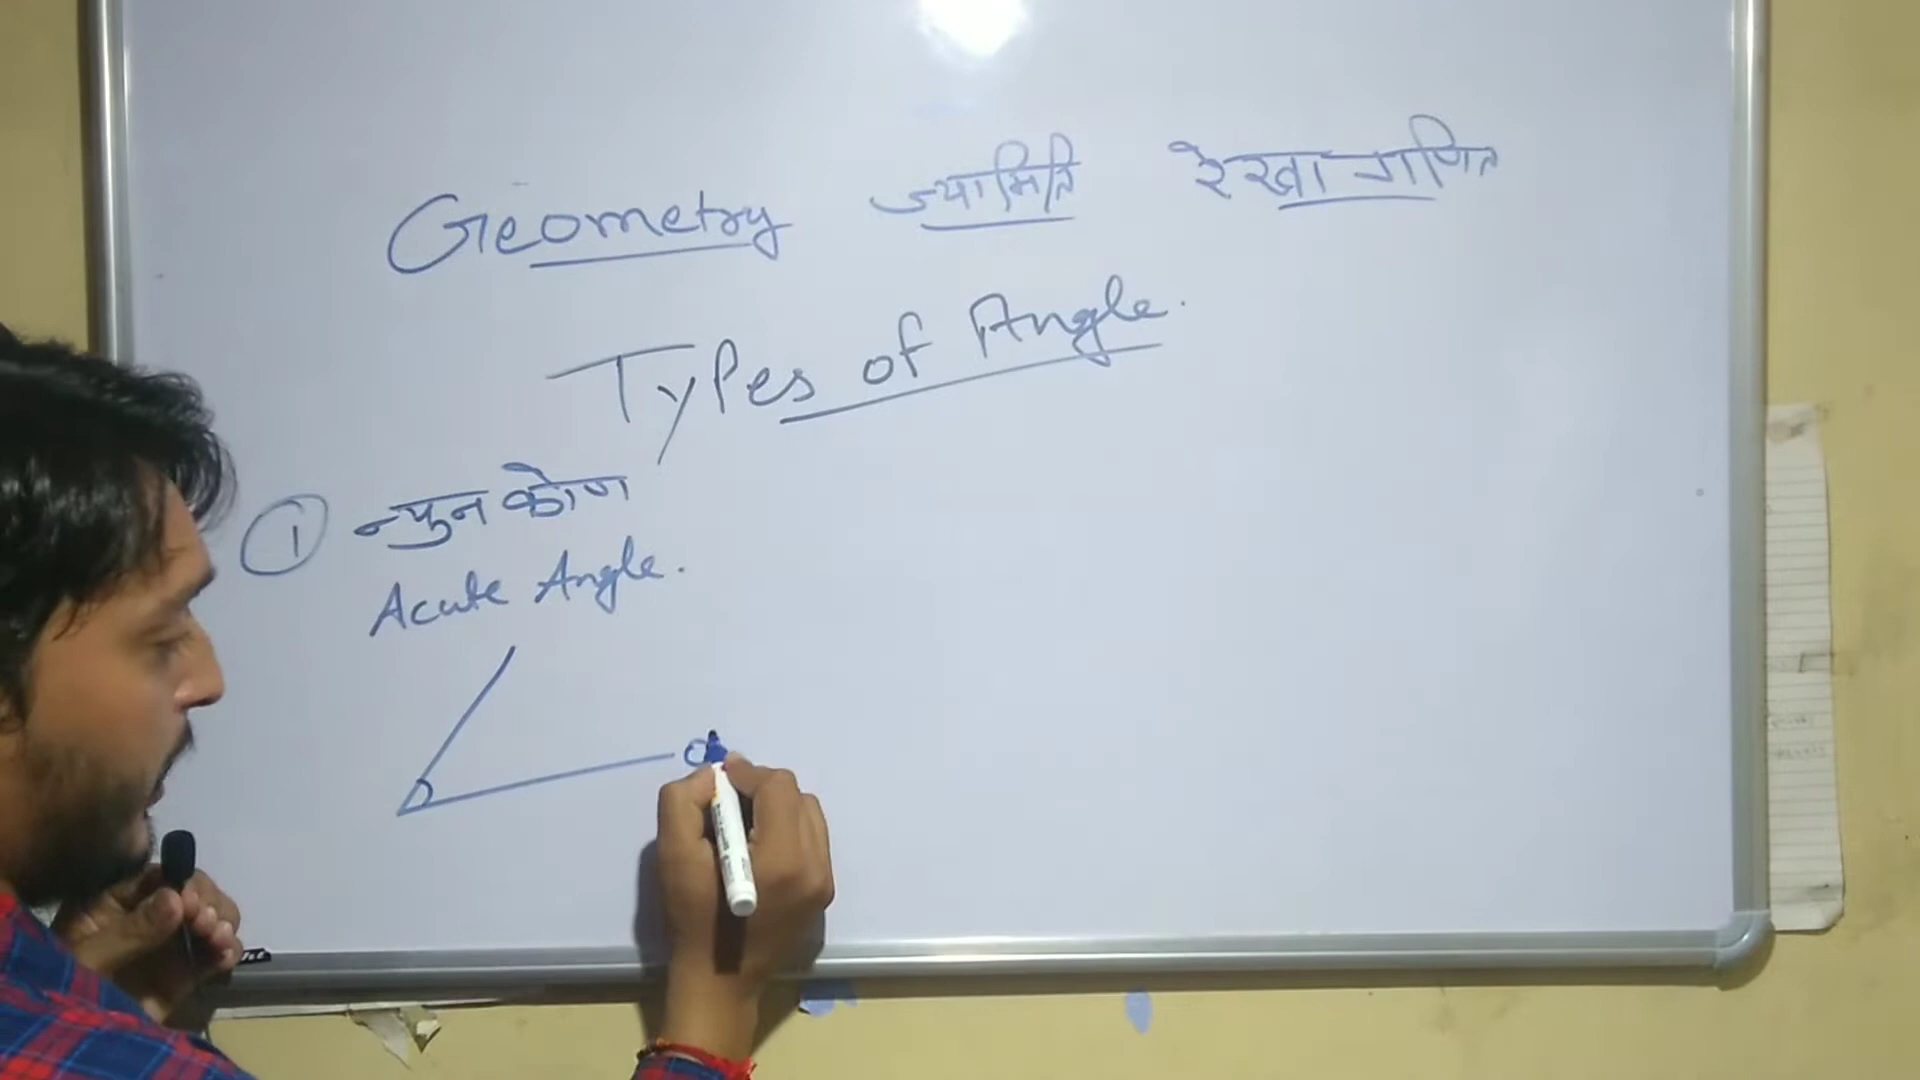 Geometry ज्यामिति रेखा गणित
Types of Angle.
① न्युन कोण
Acute Angle.